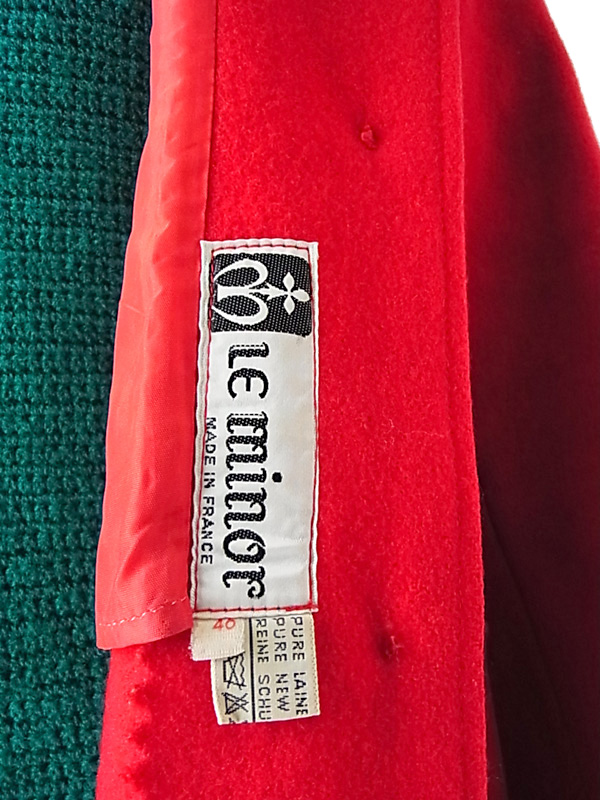 LE minor
MADE IN FRANCE
40
PURE LAINE
PURE NEW
REINE SCHU